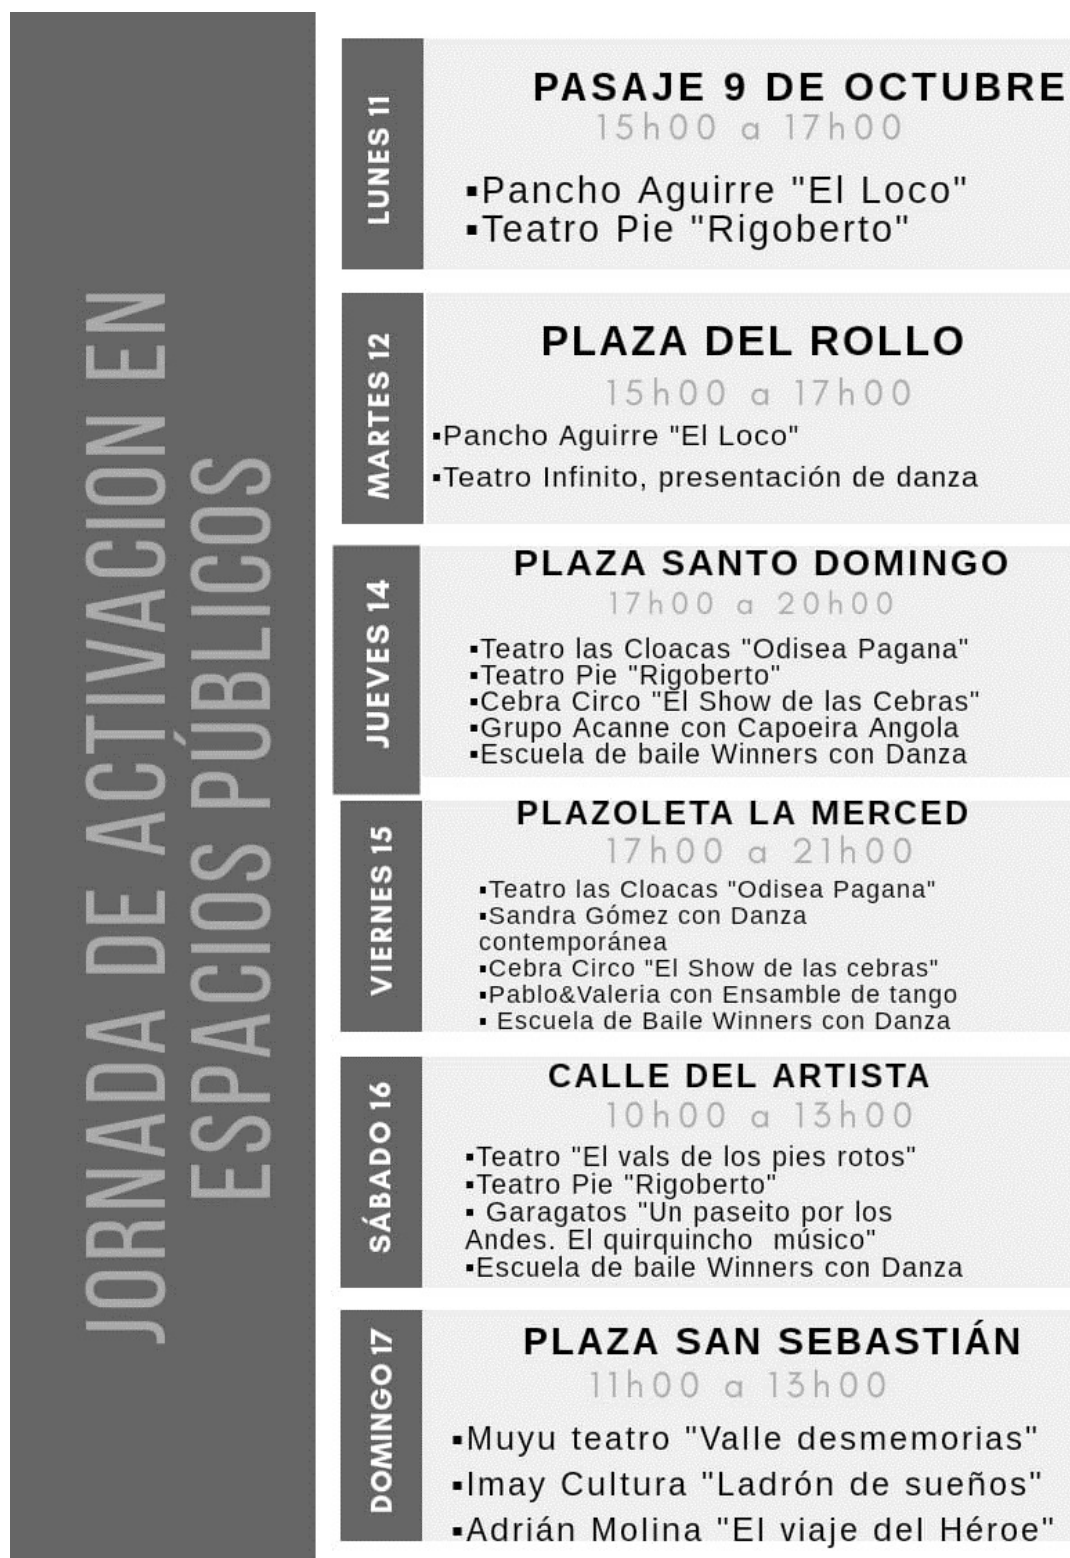 JORNADA DE ACTIVACION EN
ESPACIOS PÚBLICOS
LUNES 11
PASAJE 9 DE OCTUBRE
15h00 a 17h00
▪Pancho Aguirre "El Loco"
▪Teatro Pie "Rigoberto"
MARTES 12
PLAZA DEL ROLLO
15h00 a 17h00
▪Pancho Aguirre "El Loco"
▪Teatro Infinito, presentación de danza
JUEVES 14
PLAZA SANTO DOMINGO
17h00 a 20h00
▪Teatro las Cloacas "Odisea Pagana"
▪Teatro Pie "Rigoberto"
▪Cebra Circo "El Show de las Cebras"
▪Grupo Acanne con Capoeira Angola
▪Escuela de baile Winners con Danza
VIERNES 15
PLAZOLETA LA MERCED
17h00 a 21h00
▪Teatro las Cloacas "Odisea Pagana"
▪Sandra Gómez con Danza
contemporánea
▪Cebra Circo "El Show de las cebras"
▪Pablo&Valeria con Ensamble de tango
▪ Escuela de Baile Winners con Danza
SÁBADO 16
CALLE DEL ARTISTA
10h00 a 13h00
▪Teatro "El vals de los pies rotos"
▪Teatro Pie "Rigoberto"
▪ Garagatos "Un paseito por los
Andes. El quirquincho músico"
▪Escuela de baile Winners con Danza
DOMINGO 17
PLAZA SAN SEBASTIÁN
11h00 a 13h00
▪Muyu teatro "Valle desmemorias"
▪Imay Cultura "Ladrón de sueños"
▪Adrián Molina "El viaje del Héroe"